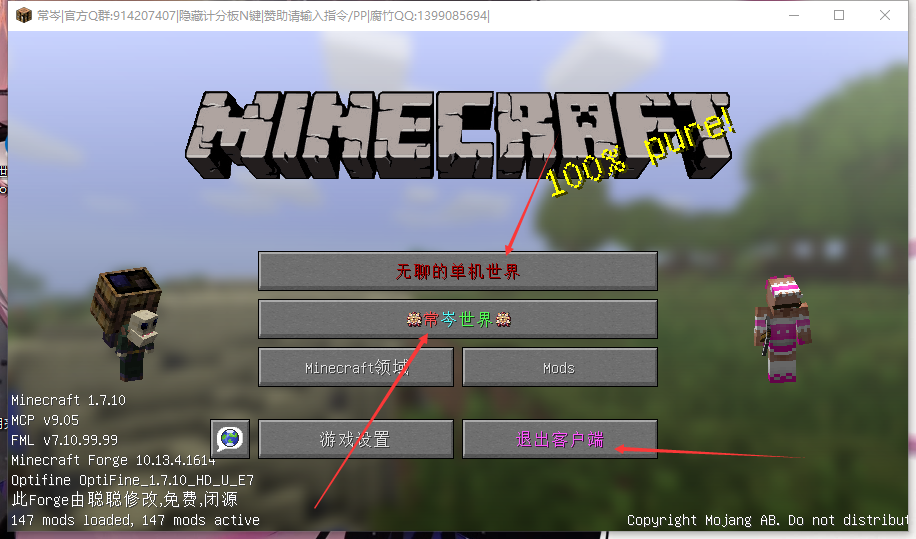 常岑|官方Q群:914207407|隐藏计分板N键|赞助请输入指令/PP|腐竹QQ:1399085694|
MINECRAFT
100% pure!
无聊的单机世界
常岑世界
Minecraft领域
Mods
游戏设置
退出客户端
Minecraft 1.7.10
MCP v9.05
FML v7.10.99.99
Minecraft Forge 10.13.4.1614
Optifine OptiFine_1.7.10_HD_U_E7
此Forge由聪聪修改,免费,闭源
147 mods loaded, 147 mods active
Copyright Mojang AB. Do not distribut